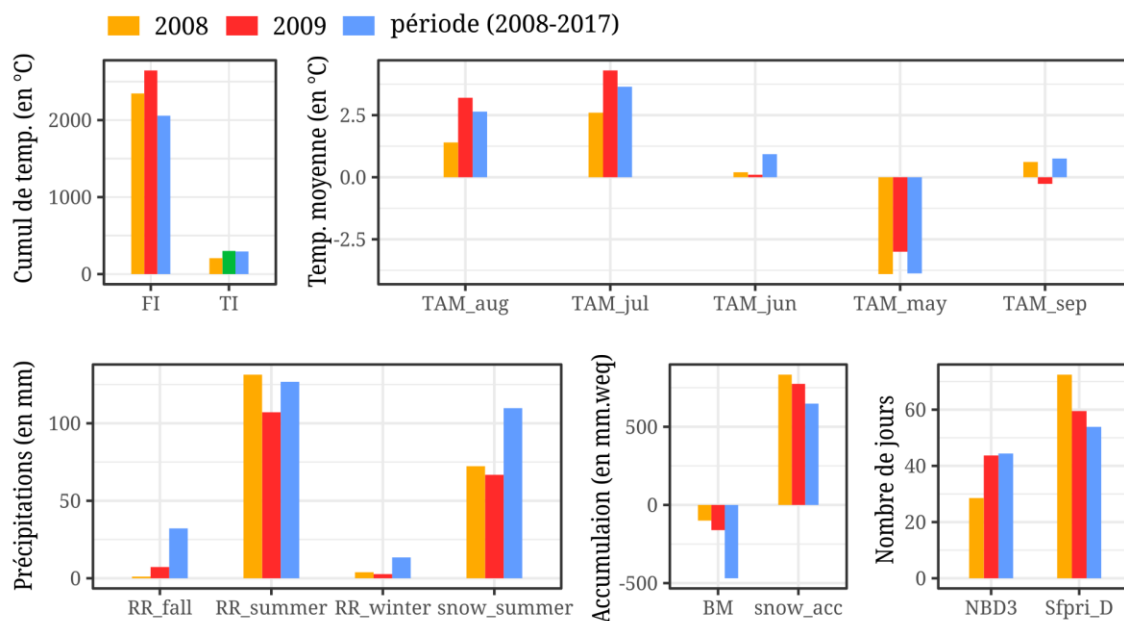 2008 2009 période (2008-2017)
Cumul de temp. (en °C)
2000
1000
0
FI TI
Temp. moyenne (en °C)
2.5
0.0
-2.5
TAM_aug TAM_jul TAM_jun TAM_may TAM_sep
Précipitations (en mm)
100
50
0
RR_fall RR_summer RR_winter snow_summer
Accumulaion (en mm.weq)
500
0
-500
BM snow_acc
Nombre de jours
60
40
20
0
NBD3 Sfpri_D